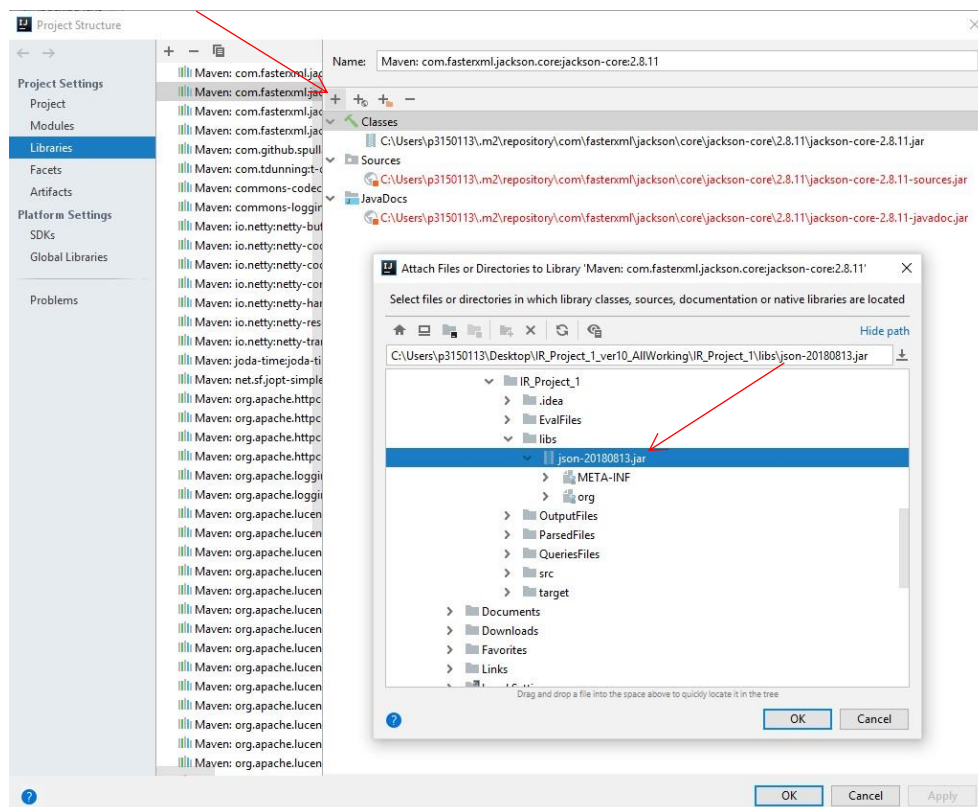 Project Structure
Project Settings
Project
Modules
Libraries
Facets
Artifacts
Platform Settings
SDKs
Global Libraries
Problems
Maven: com.fasterxml.jac
Maven: com.fasterxml.jac
Maven: com.fasterxml.jac
Maven: com.fasterxml.jac
Maven: com.github.spull
Maven: com.tdunning:t-c
Maven: commons-codec
Maven: commons-loggin
Maven: io.netty:netty-buf
Maven: io.netty:netty-coc
Maven: io.netty:netty-coc
Maven: io.netty:netty-cor
Maven: io.netty:netty-har
Maven: io.netty:netty-res
Maven: io.netty:netty-tra
Maven: joda-time:joda-ti
Maven: net.sf.jopt-simple
Maven: org.apache.httpc
Maven: org.apache.httpc
Maven: org.apache.httpc
Maven: org.apache.httpc
Maven: org.apache.loggi
Maven: org.apache.loggi
Maven: org.apache.lucen
Maven: org.apache.lucen
Maven: org.apache.lucen
Maven: org.apache.lucen
Maven: org.apache.lucen
Maven: org.apache.lucen
Maven: org.apache.lucen
Maven: org.apache.lucen
Maven: org.apache.lucen
Maven: org.apache.lucen
Maven: org.apache.lucen
Maven: org.apache.lucen
Maven: org.apache.lucen
Maven: org.apache.lucen
Name: Maven: com.fasterxml.jackson.core:jackson-core:2.8.11
Classes
C:\Users\p3150113\.m2\repository\com\fasterxml\jackson\core\jackson-core\2.8.11\jackson-core-2.8.11.jar
Sources
C:\Users\p3150113\.m2\repository\com\fasterxml\jackson\core\jackson-core\2.8.11\jackson-core-2.8.11-sources.jar
JavaDocs
C:\Users\p3150113\.m2\repository\com\fasterxml\jackson\core\jackson-core\2.8.11\jackson-core-2.8.11-javadoc.jar
Attach Files or Directories to Library 'Maven: com.fasterxml.jackson.core:jackson-core:2.8.11'
Select files or directories in which library classes, sources, documentation or native libraries are located
Hide path
C:\Users\p3150113\Desktop\IR_Project_1_ver10_AllWorking\IR_Project_1\libs\json-20180813.jar
IR_Project_1
.idea
EvalFiles
libs
json-20180813.jar
META-INF
org
OutputFiles
ParsedFiles
QueriesFiles
src
target
Documents
Downloads
Favorites
Links
Drag and drop a file into the space above to quickly locate it in the tree
? OK Cancel
? OK Cancel Apply